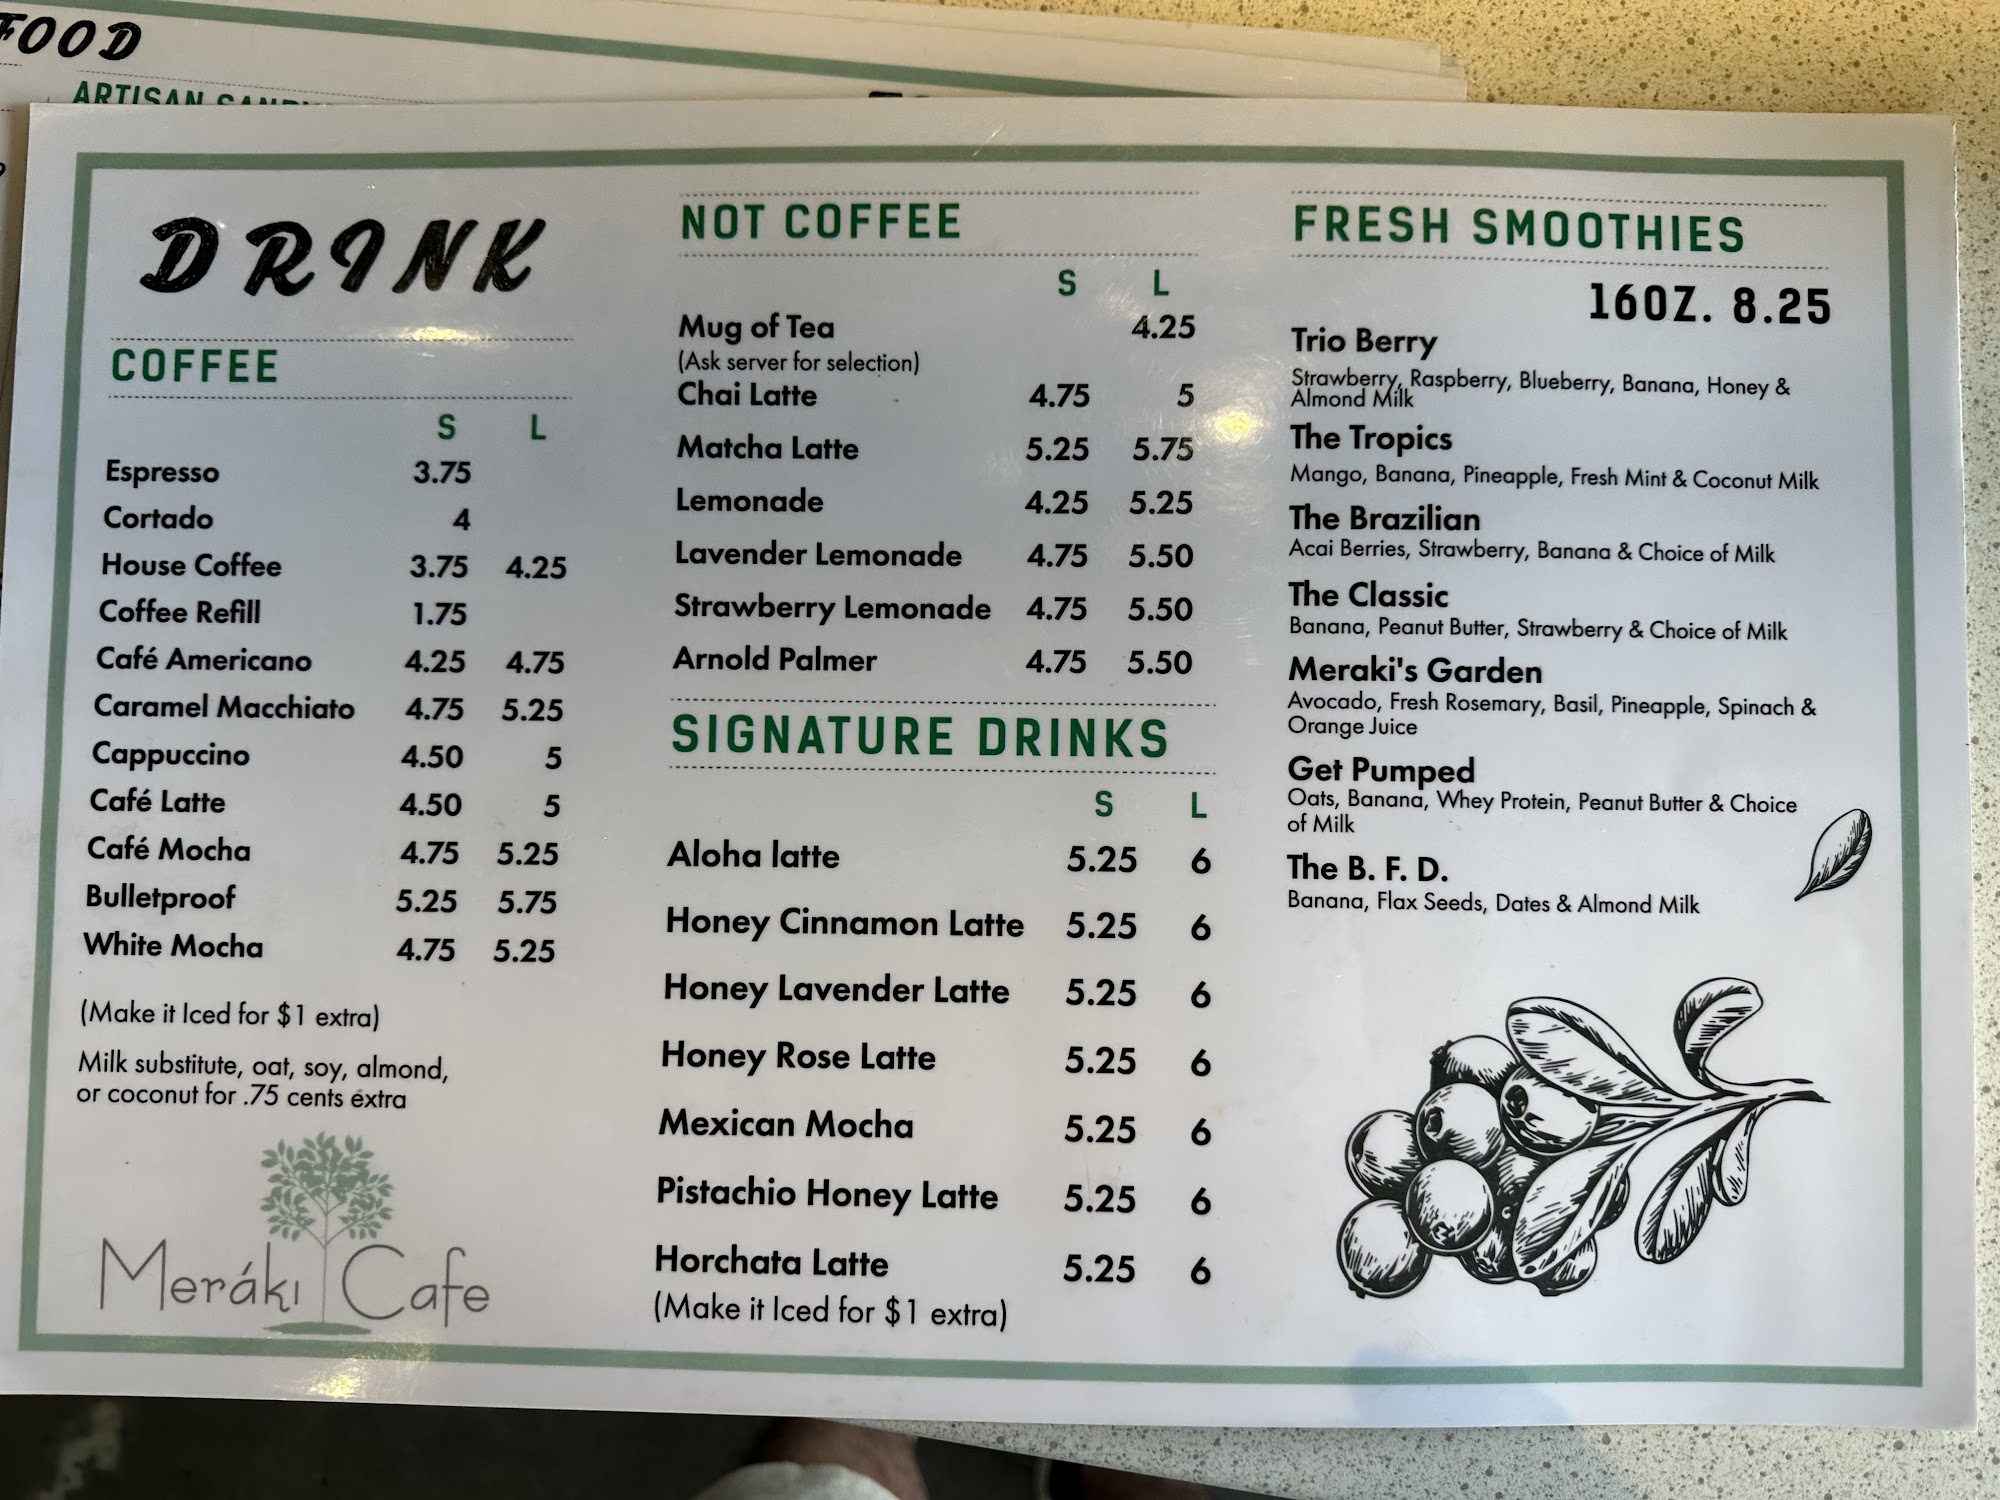 FOOD
ARTISAN
DRINK
COFFEE
S L
Espresso 3.75
Cortado 4
House Coffee 3.75 4.25
Coffee Refill 1.75
Café Americano 4.25 4.75
Caramel Macchiato 4.75 5.25
Cappuccino 4.50 5
Café Latte 4.50 5
Café Mocha 4.75 5.25
Bulletproof 5.25 5.75
White Mocha 4.75 5.25
(Make it Iced for $1 extra)
Milk substitute, oat, soy, almond,
or coconut for .75 cents extra
Meráki Cafe
NOT COFFEE
S L
Mug of Tea 4.25
(Ask server for selection)
Chai Latte 4.75 5
Matcha Latte 5.25 5.75
Lemonade 4.25 5.25
Lavender Lemonade 4.75 5.50
Strawberry Lemonade 4.75 5.50
Arnold Palmer 4.75 5.50
SIGNATURE DRINKS
S L
Aloha latte 5.25 6
Honey Cinnamon Latte 5.25 6
Honey Lavender Latte 5.25 6
Honey Rose Latte 5.25 6
Mexican Mocha 5.25 6
Pistachio Honey Latte 5.25 6
Horchata Latte 5.25 6
(Make it Iced for $1 extra)
FRESH SMOOTHIES
16OZ. 8.25
Trio Berry
Strawberry, Raspberry, Blueberry, Banana, Honey &
Almond Milk
The Tropics
Mango, Banana, Pineapple, Fresh Mint & Coconut Milk
The Brazilian
Acai Berries, Strawberry, Banana & Choice of Milk
The Classic
Banana, Peanut Butter, Strawberry & Choice of Milk
Meraki's Garden
Avocado, Fresh Rosemary, Basil, Pineapple, Spinach &
Orange Juice
Get Pumped
Oats, Banana, Whey Protein, Peanut Butter & Choice
of Milk
The B. F. D.
Banana, Flax Seeds, Dates & Almond Milk